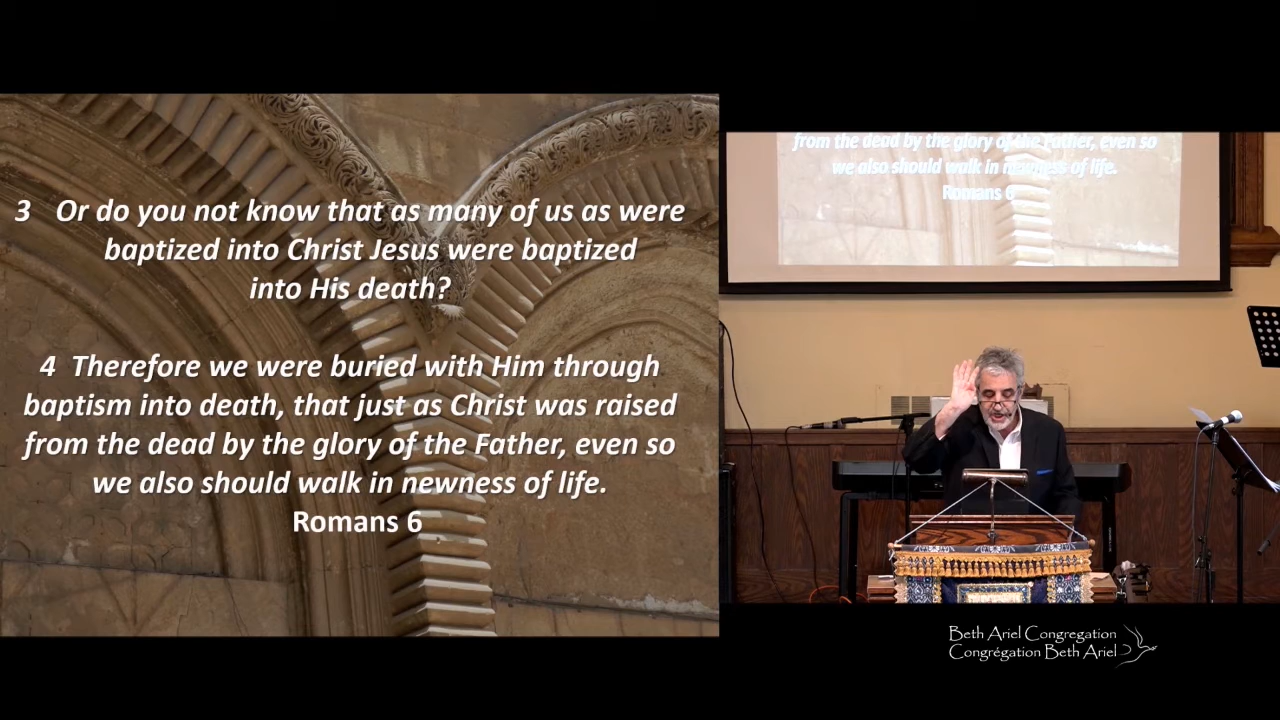 3 Or do you not know that as many of us as were
baptized into Christ Jesus were baptized
into His death?
4 Therefore we were buried with Him through
baptism into death, that just as Christ was raised
from the dead by the glory of the Father, even so
we also should walk in newness of life.
Romans 6
from the dead by the glory of the Father, even so
we also should walk in newness of life.
Romans 6
Beth Ariel Congregation
Congrégation Beth Ariel